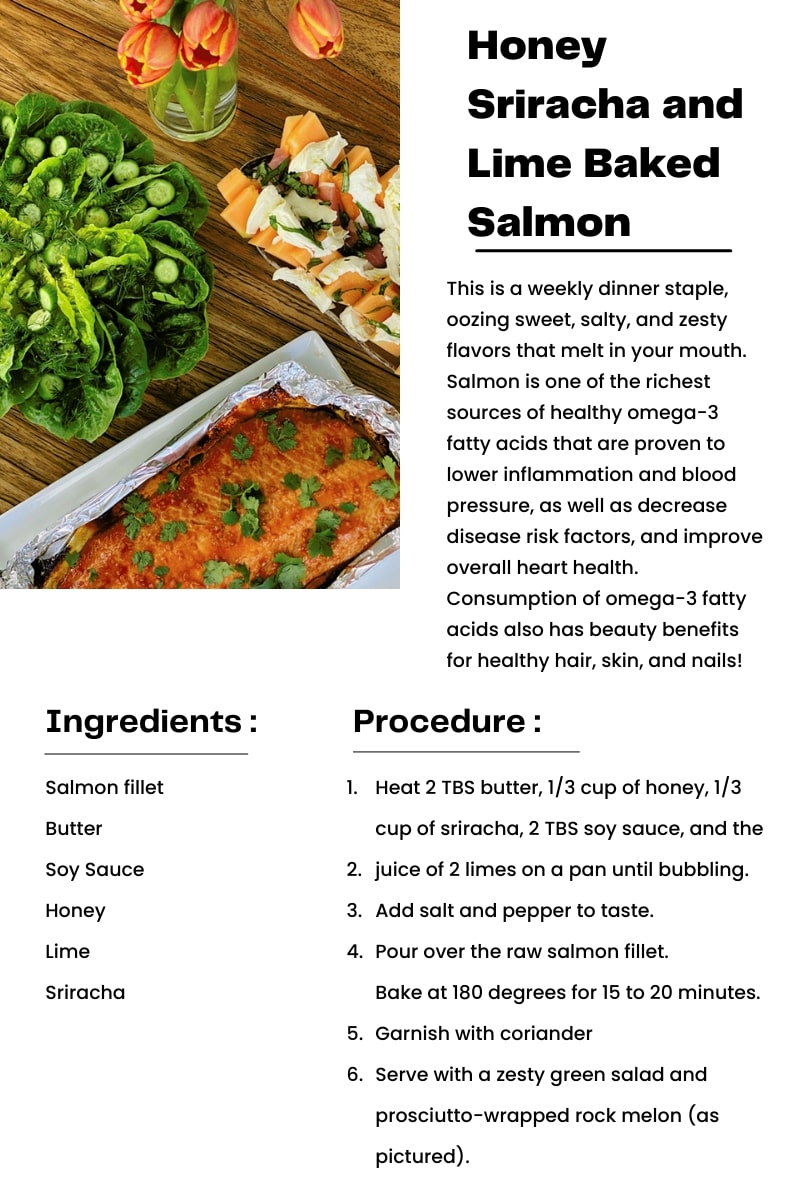 Honey
Sriracha and
Lime Baked
Salmon
This is a weekly dinner staple,
oozing sweet, salty, and zesty
flavors that melt in your mouth.
Salmon is one of the richest
sources of healthy omega-3
fatty acids that are proven to
lower inflammation and blood
pressure, as well as decrease
disease risk factors, and improve
overall heart health.
Consumption of omega-3 fatty
acids also has beauty benefits
for healthy hair, skin, and nails!
Ingredients :
Salmon fillet
Butter
Soy Sauce
Honey
Lime
Sriracha
Procedure :
1. Heat 2 TBS butter, 1/3 cup of honey, 1/3
cup of sriracha, 2 TBS soy sauce, and the
2. juice of 2 limes on a pan until bubbling.
3. Add salt and pepper to taste.
4. Pour over the raw salmon fillet.
Bake at 180 degrees for 15 to 20 minutes.
5. Garnish with coriander
6. Serve with a zesty green salad and
prosciutto-wrapped rock melon (as
pictured).